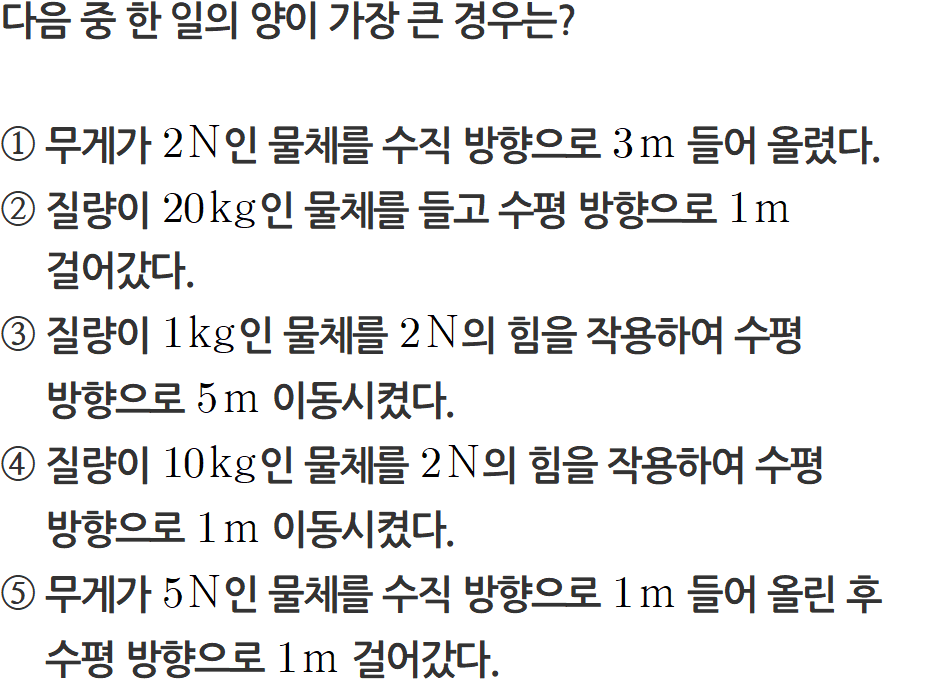 다음 중 한 일의 양이 가장 큰 경우는?
① 무게가 2N인 물체를 수직 방향으로 3m 들어 올렸다.
② 질량이 20kg인 물체를 들고 수평 방향으로 1m
걸어갔다.
③ 질량이 1kg인 물체를 2N의 힘을 작용하여 수평
방향으로 5m 이동시켰다.
④ 질량이 10kg인 물체를 2N의 힘을 작용하여 수평
방향으로 1m 이동시켰다.
⑤ 무게가 5N인 물체를 수직 방향으로 1m 들어 올린 후
수평 방향으로 1m 걸어갔다.